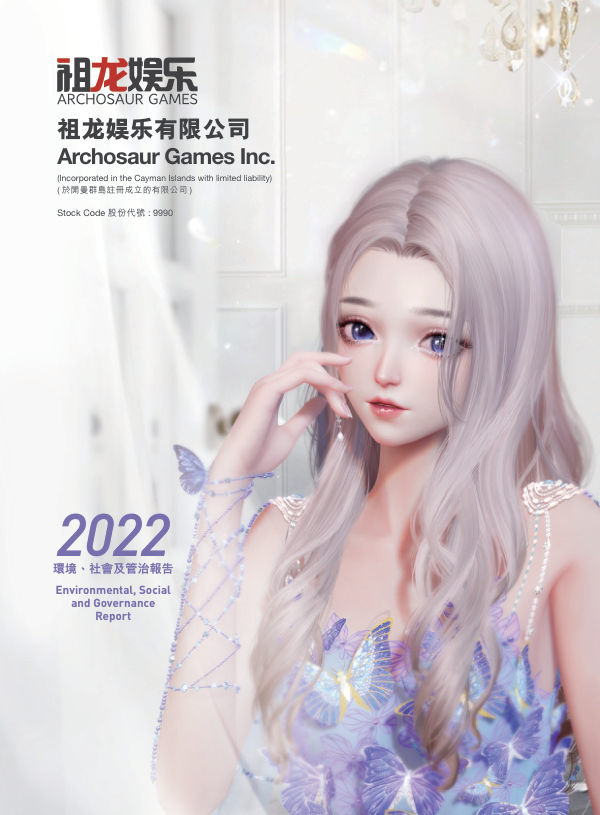 祖龙娱乐
ARCHOSAUR GAMES
祖龙娱乐有限公司
Archosaur Games Inc.
(Incorporated in the Cayman Islands with limited liability)
(於開曼群島註冊成立的有限公司)
Stock Code 股份代號 : 9990
2022
環境、社會及管治報告
Environmental, Social
and Governance
Report